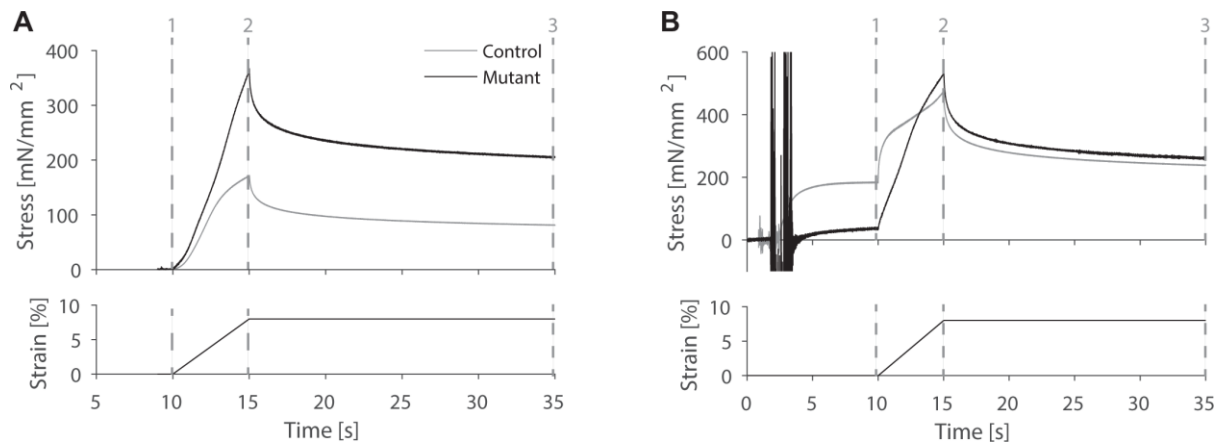 A
1 2 3
400
300
200
100
0
Stress [mN/mm 2]
Control
Mutant
10
5
0
Strain [%]
5 10 15 20 25 30 35
Time [s]
B
1 2 3
600
400
200
0
Stress [mN/mm 2]
10
5
0
Strain [%]
0 5 10 15 20 25 30 35
Time [s]